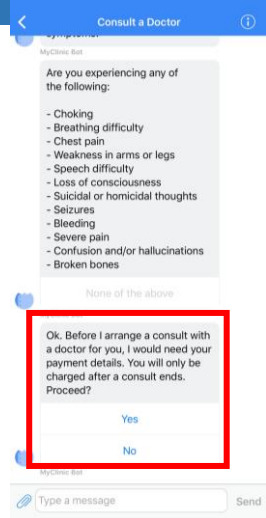 Consult a Doctor
symptoms.
MyClinic Bot
Are you experiencing any of
the following:
- Choking
- Breathing difficulty
- Chest pain
- Weakness in arms or legs
- Speech difficulty
- Loss of consciousness
- Suicidal or homicidal thoughts
- Seizures
- Bleeding
- Severe pain
- Confusion and/or hallucinations
- Broken bones
None of the above
Ok. Before I arrange a consult with
a doctor for you, I would need your
payment details. You will only be
charged after a consult ends.
Proceed?
Yes
No
MyClinic Bot
Type a message
Send